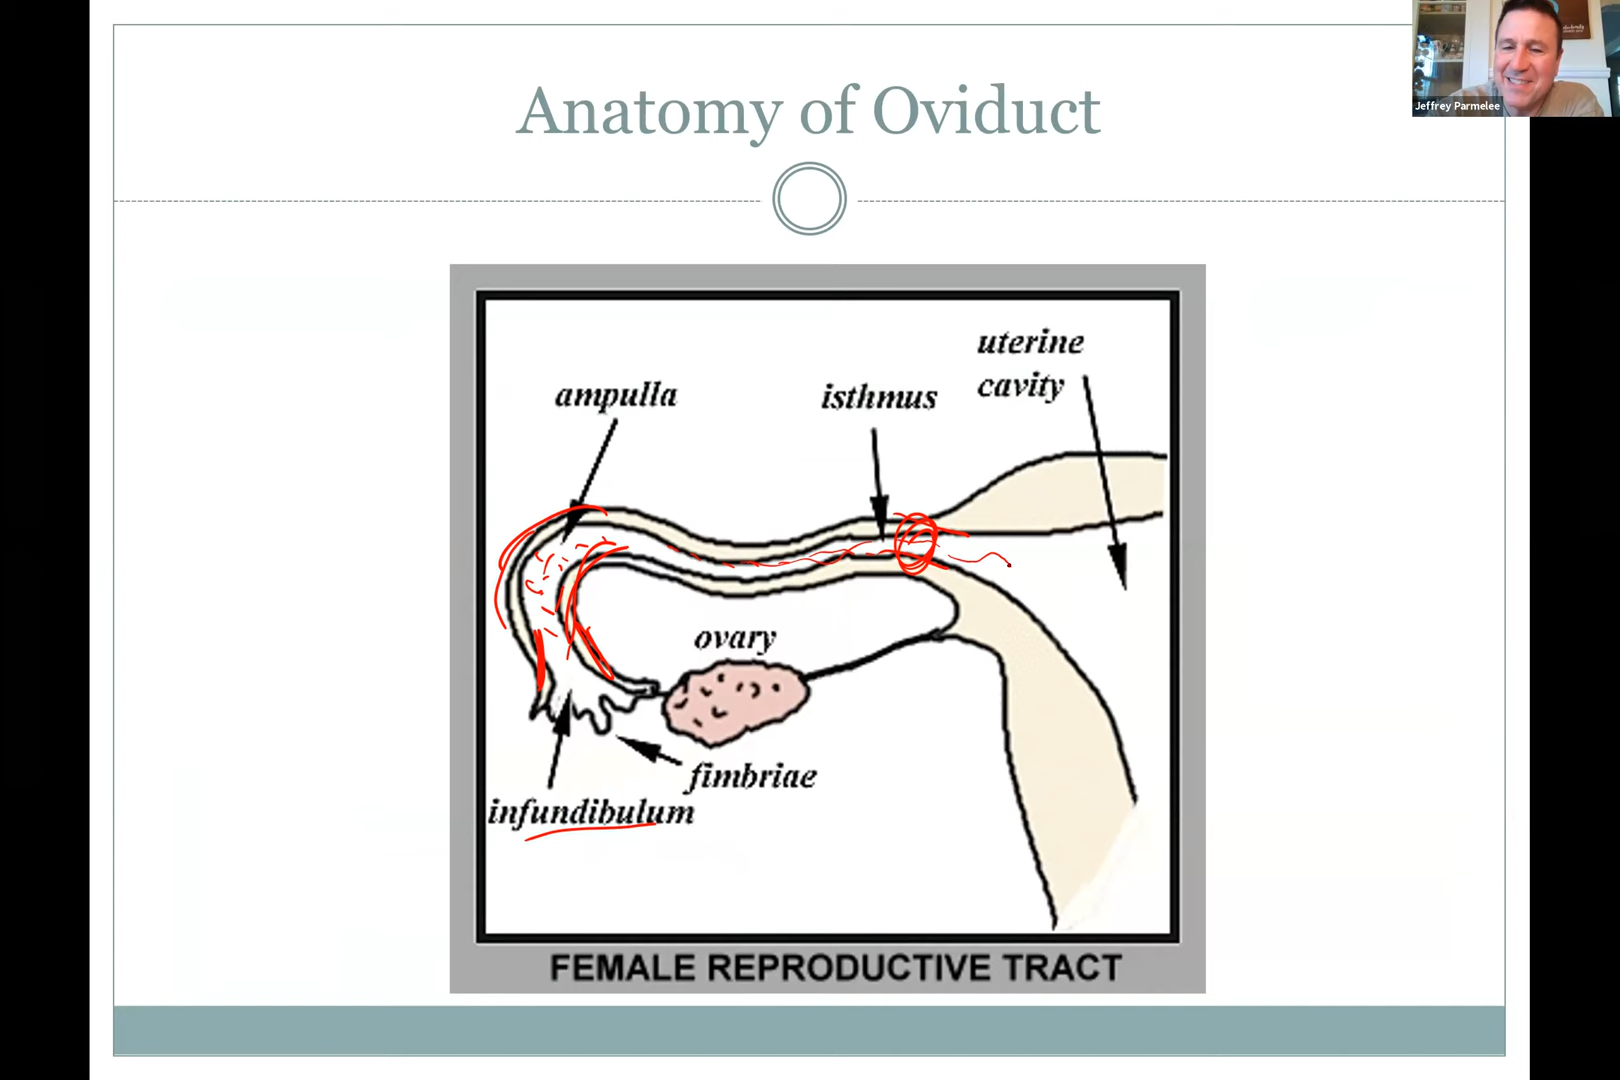 Anatomy of Oviduct
Jeffrey Parmelee
uterine
cavity
ampulla
isthmus
ovary
fimbriae
infundibulum
FEMALE REPRODUCTIVE TRACT